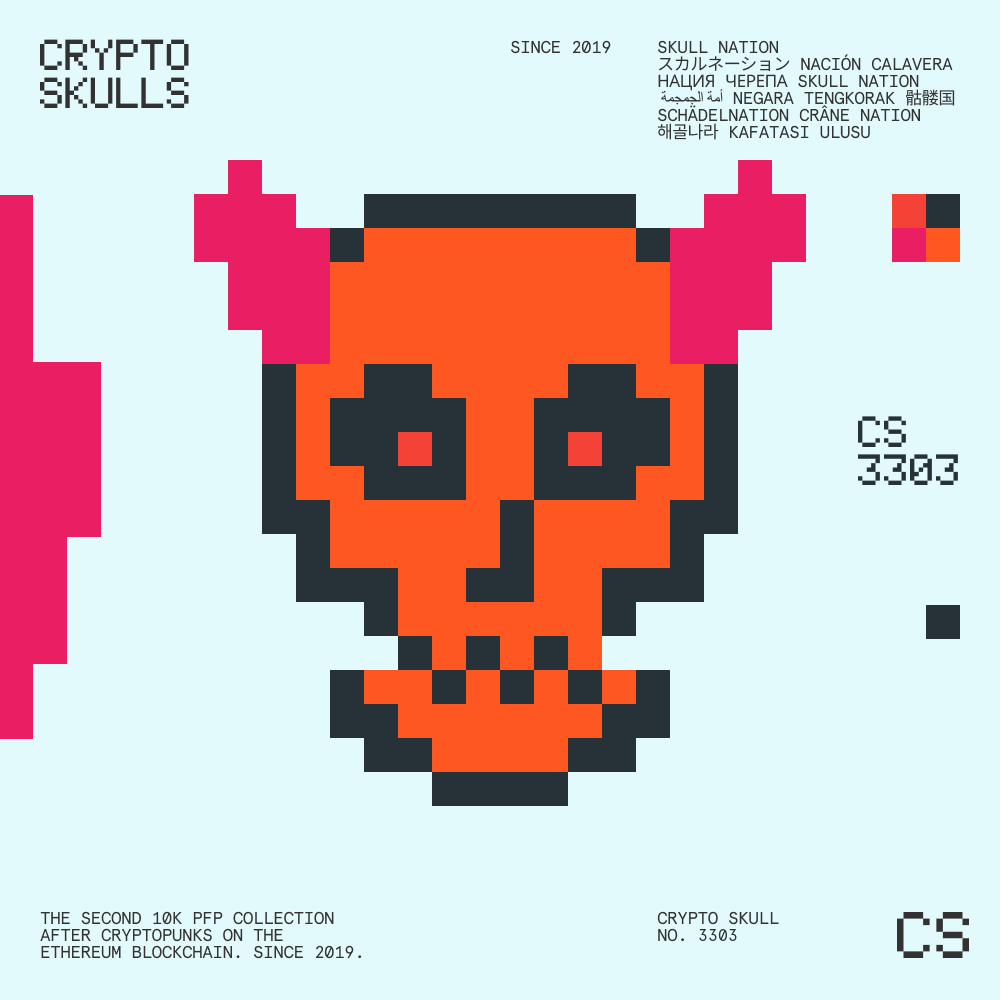 CRYPTO
SKULLS
SINCE 2019
SKULL NATION
スカルネーション NACIÓN CALAVERA
НАЦИЯ ЧЕРЕПА SKULL NATION
أمة الجمجمة NEGARA TENGKORAK 骷髅国
SCHÄDELNATION CRÂNE NATION
해골나라 KAFATASI ULUSU
CS
3303
THE SECOND 10K PFP COLLECTION
AFTER CRYPTOPUNKS ON THE
ETHEREUM BLOCKCHAIN. SINCE 2019.
CRYPTO SKULL
NO. 3303
CS